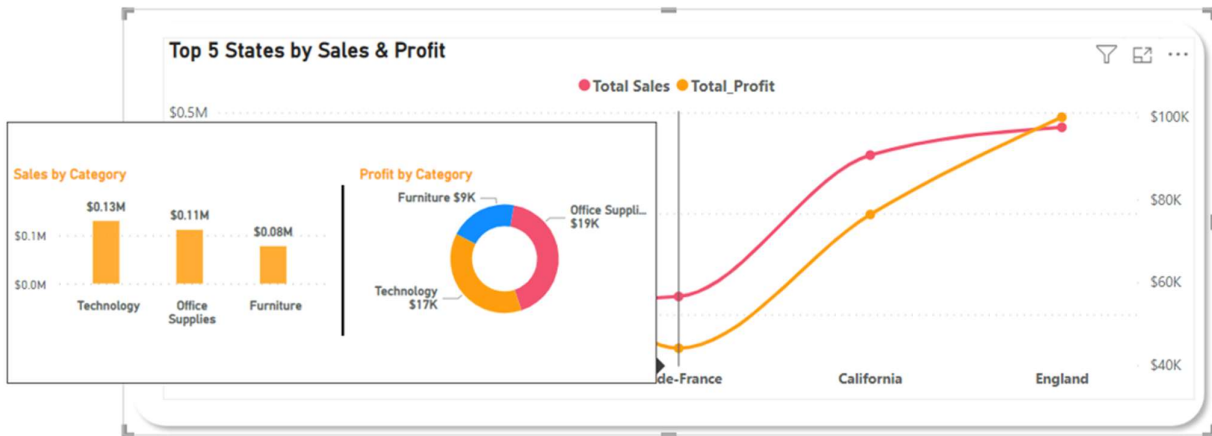 Top 5 States by Sales & Profit
Total Sales Total_Profit
$0.5M
$100K
$80K
$60K
$40K
Sales by Category
$0.13M
$0.11M
$0.08M
$0.1M
$0.0M
Technology
Office
Supplies
Furniture
Profit by Category
Furniture $9K
Office Suppli...
$19K
Technology
$17K
de-France
California
England